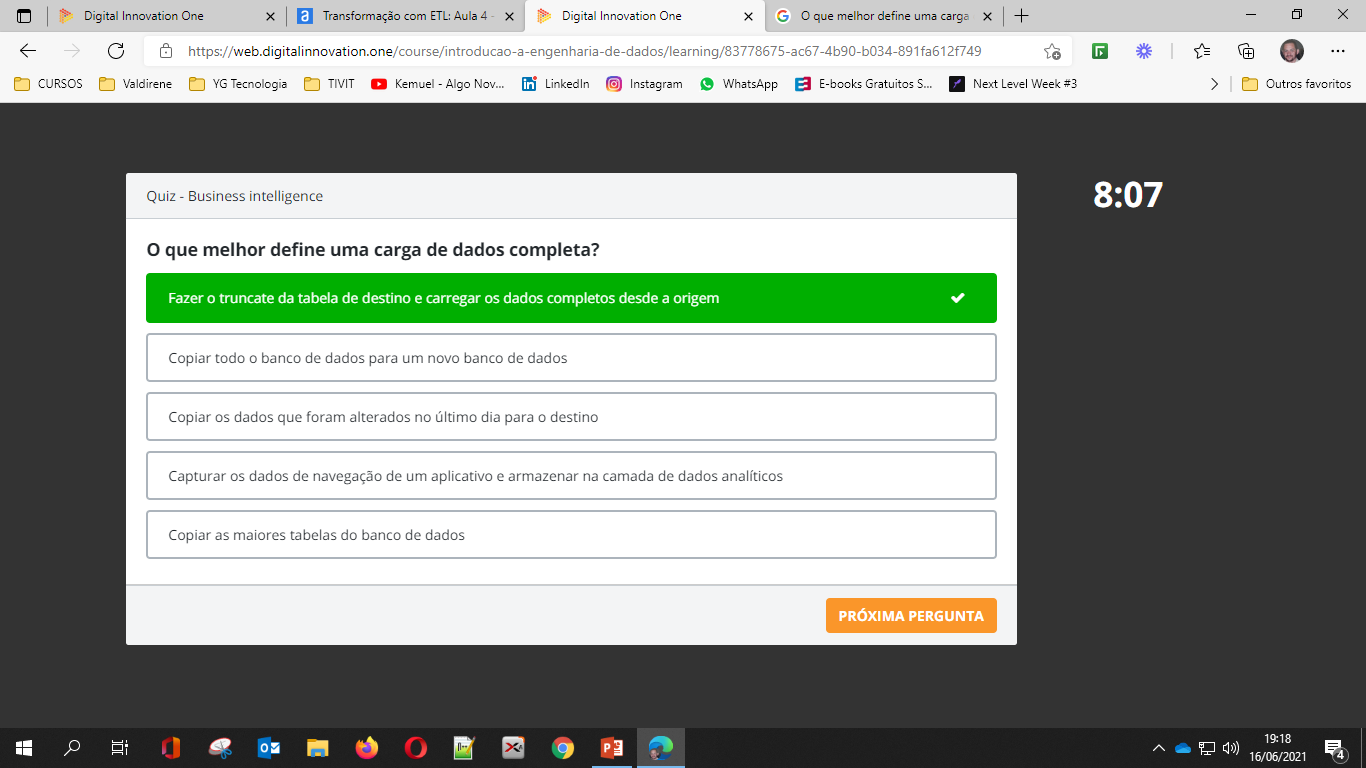 Digital Innovation One
Transformação com ETL: Aula 4 -
Digital Innovation One
O que melhor define uma carga
https://web.digitalinnovation.one/course/introducao-a-engenharia-de-dados/learning/83778675-ac67-4b90-b034-891fa612f749
CURSOS
Valdirene
YG Tecnologia
TIVIT
Kemuel - Algo Nov...
LinkedIn
Instagram
WhatsApp
E-books Gratuitos S...
Next Level Week #3
Outros favoritos
Quiz - Business intelligence
8:07
O que melhor define uma carga de dados completa?
Fazer o truncate da tabela de destino e carregar os dados completos desde a origem
Copiar todo o banco de dados para um novo banco de dados
Copiar os dados que foram alterados no último dia para o destino
Capturar os dados de navegação de um aplicativo e armazenar na camada de dados analíticos
Copiar as maiores tabelas do banco de dados
PRÓXIMA PERGUNTA
19:18
16/06/2021
4